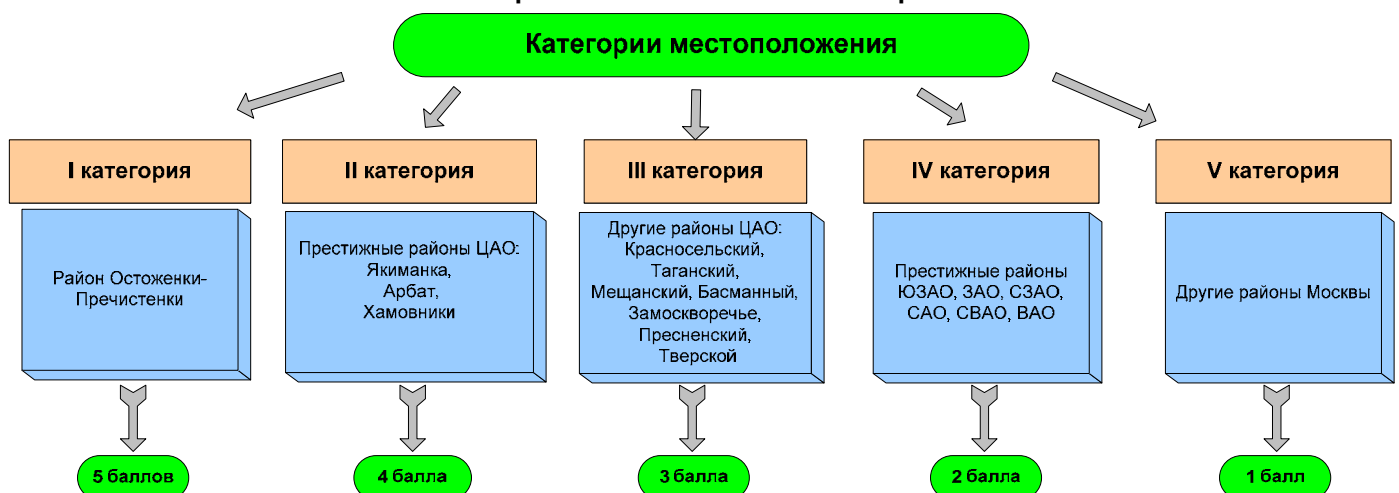 Категории местоположения
I категория
II категория
III категория
IV категория
V категория
Район Остоженки-
Пречистенки
Престижные районы ЦАО:
Якиманка,
Арбат,
Хамовники
Другие районы ЦАО:
Красносельский,
Таганский,
Мещанский, Басманный,
Замоскворечье,
Пресненский,
Тверской
Престижные районы
ЮЗАО, ЗАО, СЗАО,
САО, СВАО, ВАО
Другие районы Москвы
5 баллов
4 балла
3 балла
2 балла
1 балл